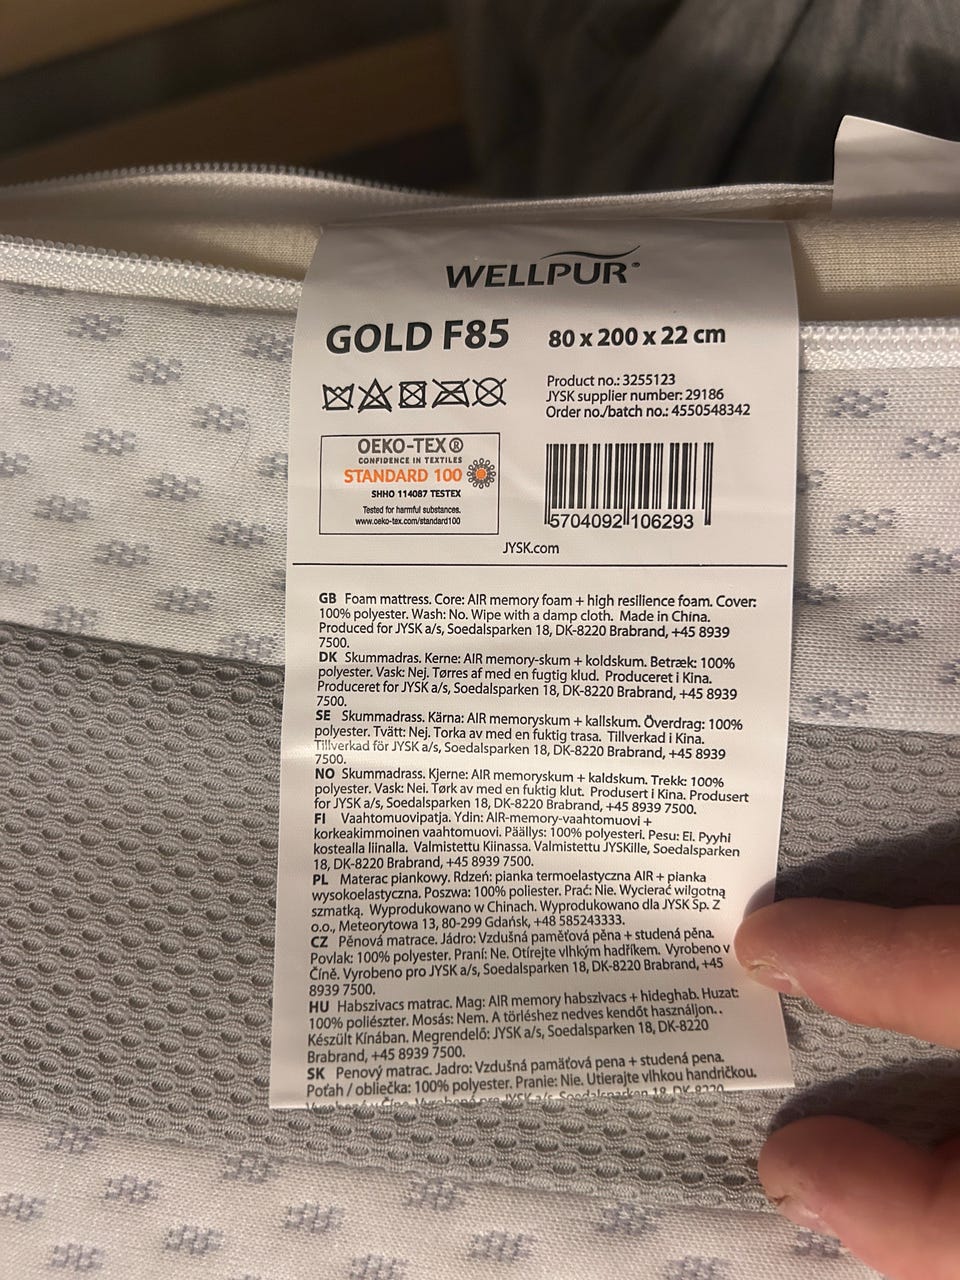 WELLPUR®
GOLD F85
80 x 200 x 22 cm
Product no.: 3255123
JYSK supplier number: 29186
Order no./batch no.: 4550548342
OEKO-TEX®
CONFIDENCE IN TEXTILES
STANDARD 100
SHHO 114087 TESTEX
Tested for harmful substances.
www.oeko-tex.com/standard100
5704092 106293
JYSK.com
GB Foam mattress. Core: AIR memory foam + high resilience foam. Cover:
100% polyester. Wash: No. Wipe with a damp cloth. Made in China.
Produced for JYSK a/s, Soedalsparken 18, DK-8220 Brabrand, +45 8939
7500.
DK Skummadras. Kerne: AIR memory-skum + koldskum. Betræk: 100%
polyester. Vask: Nej. Tørres af med en fugtig klud. Produceret i Kina.
Produceret for JYSK a/s, Soedalsparken 18, DK-8220 Brabrand, +45 8939
7500.
SE Skummadrass. Kärna: AIR memoryskum + kallskum. Överdrag: 100%
polyester. Tvätt: Nej. Torka av med en fuktig trasa. Tillverkad i Kina.
Tillverkad för JYSK a/s, Soedalsparken 18, DK-8220 Brabrand, +45 8939
7500.
NO Skummadrass. Kjerne: AIR memoryskum + kaldskum. Trekk: 100%
polyester. Vask: Nei. Tørk av med en fuktig klut. Produsert i Kina. Produsert
for JYSK a/s, Soedalsparken 18, DK-8220 Brabrand, +45 8939 7500.
FI Vaahtomuovipatja. Ydin: AIR-memory-vaahtomuovi +
korkeakimmoinen vaahtomuovi. Päällys: 100% polyesteri. Pesu: Ei. Pyyhi
kostealla liinalla. Valmistettu Kiinassa. Valmistettu JYSKille, Soedalsparken
18, DK-8220 Brabrand, +45 8939 7500.
PL Materac piankowy. Rdzeń: pianka termoelastyczna AIR + pianka
wysokoelastyczna. Poszwa: 100% poliester. Prać: Nie. Wycierać wilgotną
szmatką. Wyprodukowano w Chinach. Wyprodukowano dla JYSK Sp. Z
o.o., Meteorytowa 13, 80-299 Gdańsk, +48 585243333.
CZ Pěnová matrace. Jádro: Vzdušná paměťová pěna + studená pěna.
Povlak: 100% polyester. Praní: Ne. Otírejte vlhkým hadříkem. Vyrobeno v
Číně. Vyrobeno pro JYSK a/s, Soedalsparken 18, DK-8220 Brabrand, +45
8939 7500.
HU Habszivacs matrac. Mag: AIR memory habszivacs + hideghab. Huzat:
100% poliészter. Mosás: Nem. A törléshez nedves kendőt használjon. .
Készült Kínában. Megrendelő: JYSK a/s, Soedalsparken 18, DK-8220
Brabrand, +45 8939 7500.
SK Penový matrac. Jadro: Vzdušná pamäťová pena + studená pena.
Poťah / obliečka: 100% polyester. Pranie: Nie. Utierajte vlhkou handričkou.